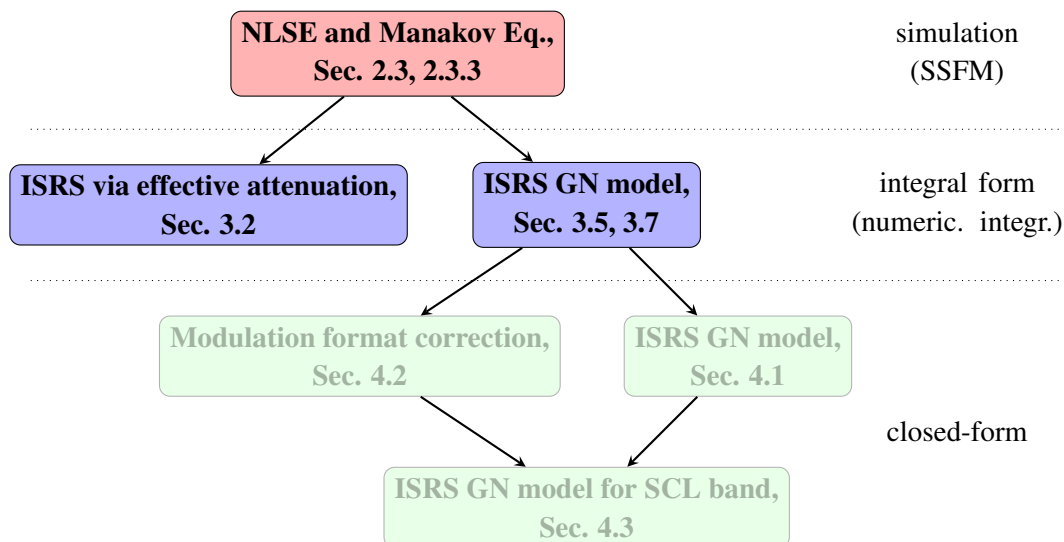 NLSE and Manakov Eq.,
Sec. 2.3, 2.3.3
simulation
(SSFM)
ISRS via effective attenuation,
Sec. 3.2
ISRS GN model,
Sec. 3.5, 3.7
integral form
(numeric. integr.)
Modulation format correction,
Sec. 4.2
ISRS GN model,
Sec. 4.1
closed-form
ISRS GN model for SCL band,
Sec. 4.3